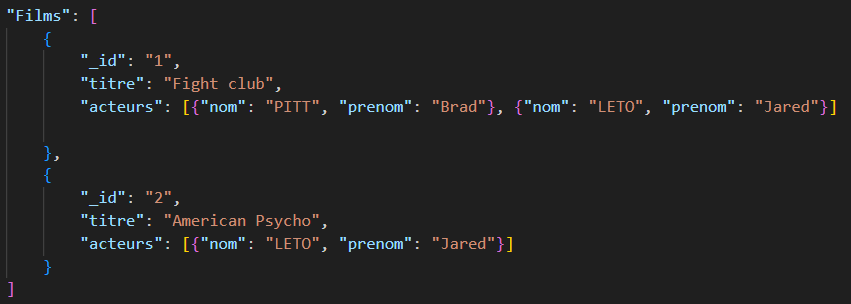 "Films": [
{
"_id": "1",
"titre": "Fight club",
"acteurs": [{"nom": "PITT", "prenom": "Brad"}, {"nom": "LETO", "prenom": "Jared"}]
},
{
"_id": "2",
"titre": "American Psycho",
"acteurs": [{"nom": "LETO", "prenom": "Jared"}]
}
]